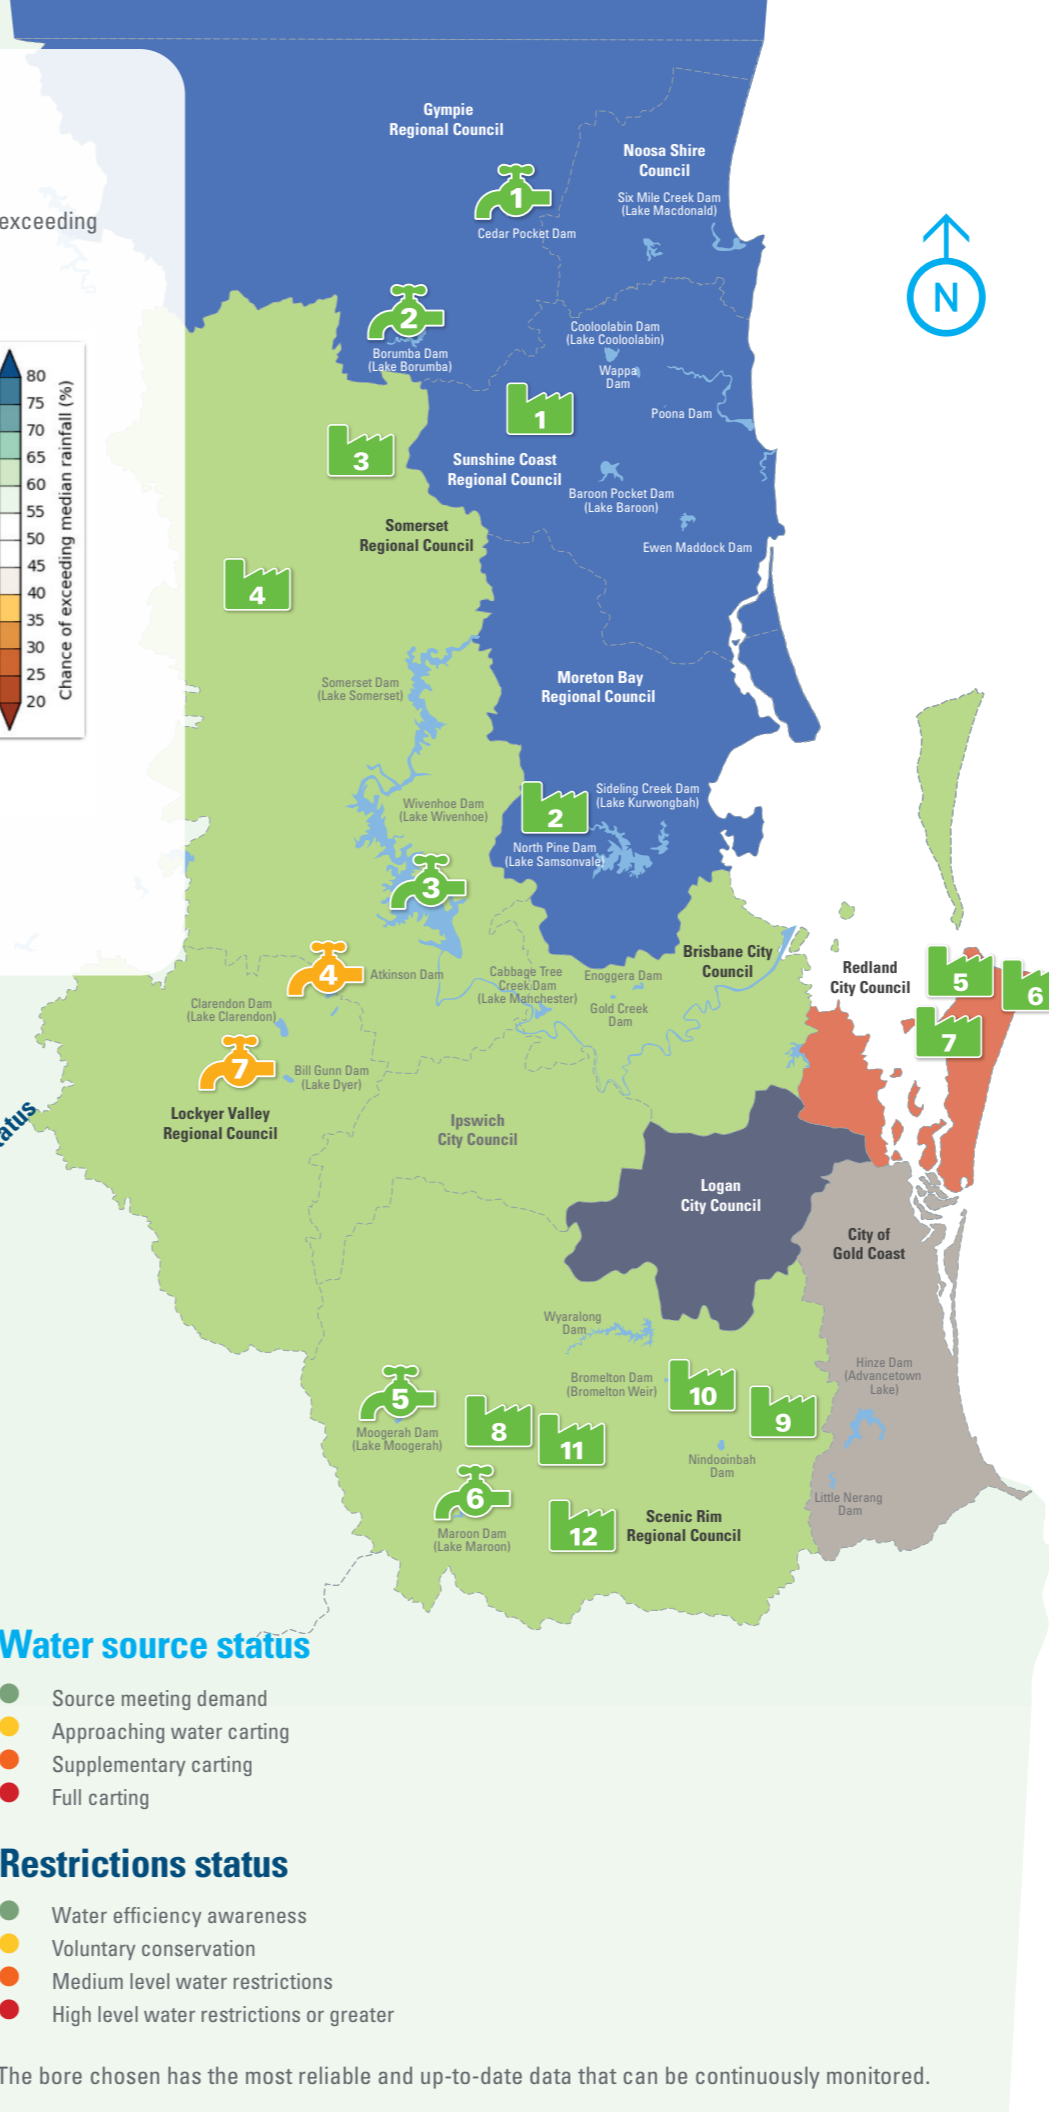 Gympie
Regional Council
Noosa Shire
Council
1
Six Mile Creek Dam
(Lake Macdonald)
exceeding
Cedar Pocket Dam
N
2
Cooloolabin Dam
(Lake Cooloolabin)
Borumba Dam
(Lake Borumba)
Wappa
Dam
80
75
70
65
60
55
50
45
40
35
30
25
20
Chance of exceeding median rainfall (%)
1
Poona Dam
3
Sunshine Coast
Regional Council
Baroon Pocket Dam
(Lake Baroon)
Somerset
Regional Council
Ewen Maddock Dam
4
Somerset Dam
(Lake Somerset)
Moreton Bay
Regional Council
Wivenhoe Dam
(Lake Wivenhoe)
2
Sideling Creek Dam
(Lake Kurwongbah)
North Pine Dam
(Lake Samsonvale)
3
Brisbane City
Council
Redland
City Council
5
6
7
4
Atkinson Dam
Cabbage Tree
Creek Dam
(Lake Manchester)
Enoggera Dam
Gold Creek
Dam
Clarendon Dam
(Lake Clarendon)
7
Bill Gunn Dam
(Lake Dyer)
atus
Lockyer Valley
Regional Council
Ipswich
City Council
Logan
City Council
City of
Gold Coast
Wyaralong
Dam
Hinze Dam
(Advancetown
Lake)
Bromelton Dam
(Bromelton Weir)
10
9
5
Moogerah Dam
(Lake Moogerah)
8
11
Nindooinbah
Dam
6
Little Nerang
Dam
Maroon Dam
(Lake Maroon)
12
Scenic Rim
Regional Council
Water source status
Source meeting demand
Approaching water carting
Supplementary carting
Full carting
Restrictions status
Water efficiency awareness
Voluntary conservation
Medium level water restrictions
High level water restrictions or greater
The bore chosen has the most reliable and up-to-date data that can be continuously monitored.